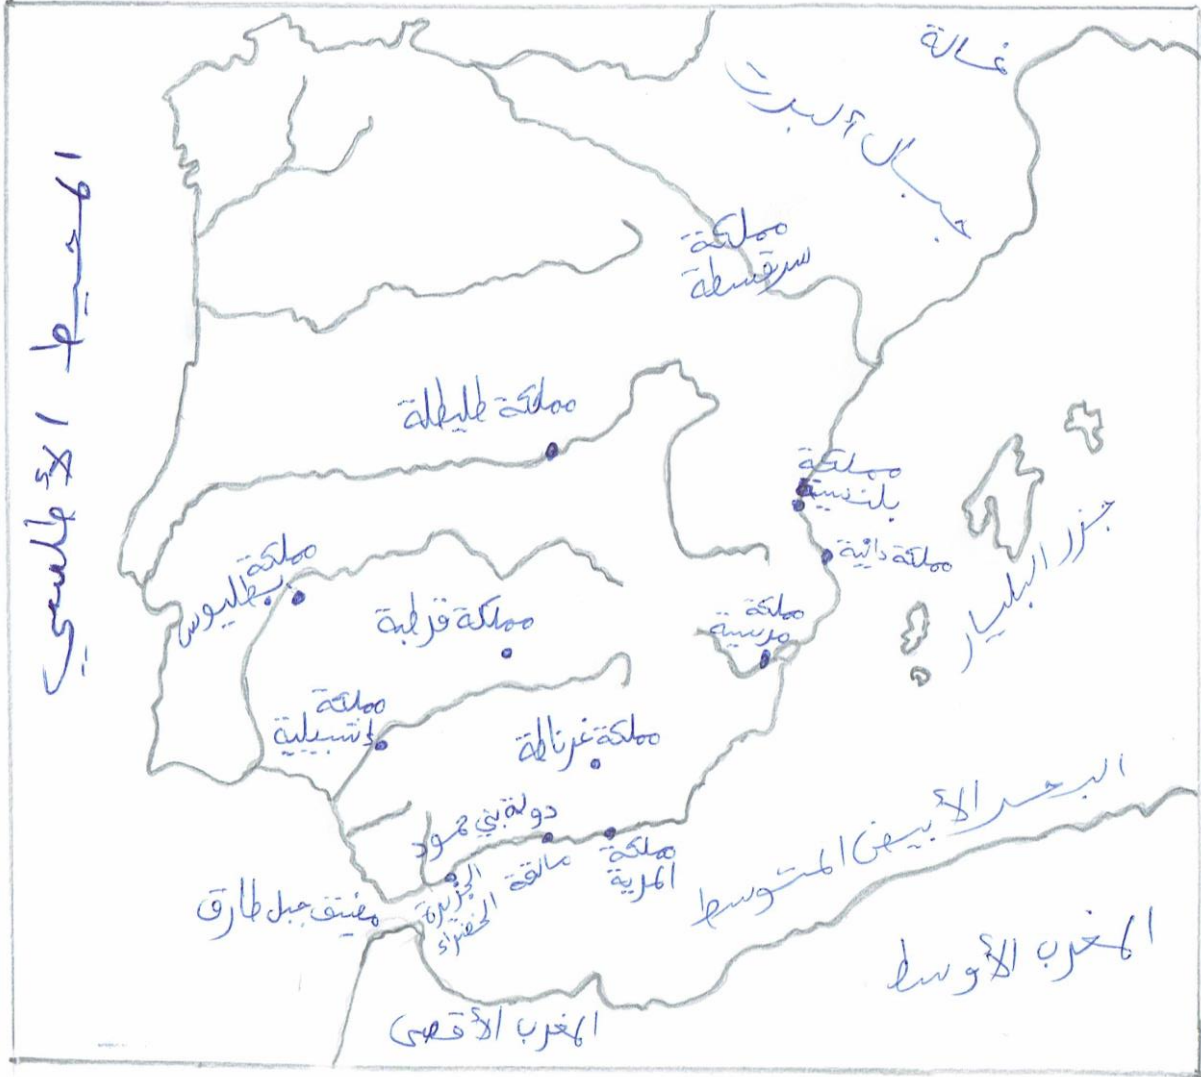 غالة
جبال ألبرت
المحيط الأطلسي
مملكة
سرقسطة
مملكة طليطلة
مملكة
بلنسية
مملكة دانية
جزر البليار
مملكة
بطليوس
مملكة قرطبة
مملكة
مرسية
مملكة
إشبيلية
مملكة غرناطة
دولة بني حمود
مملكة
المرية
مالقة
الجزيرة
الخضراء
مضيق جبل طارق
البحر الأبيض المتوسط
المغرب الأوسط
المغرب الأقصى